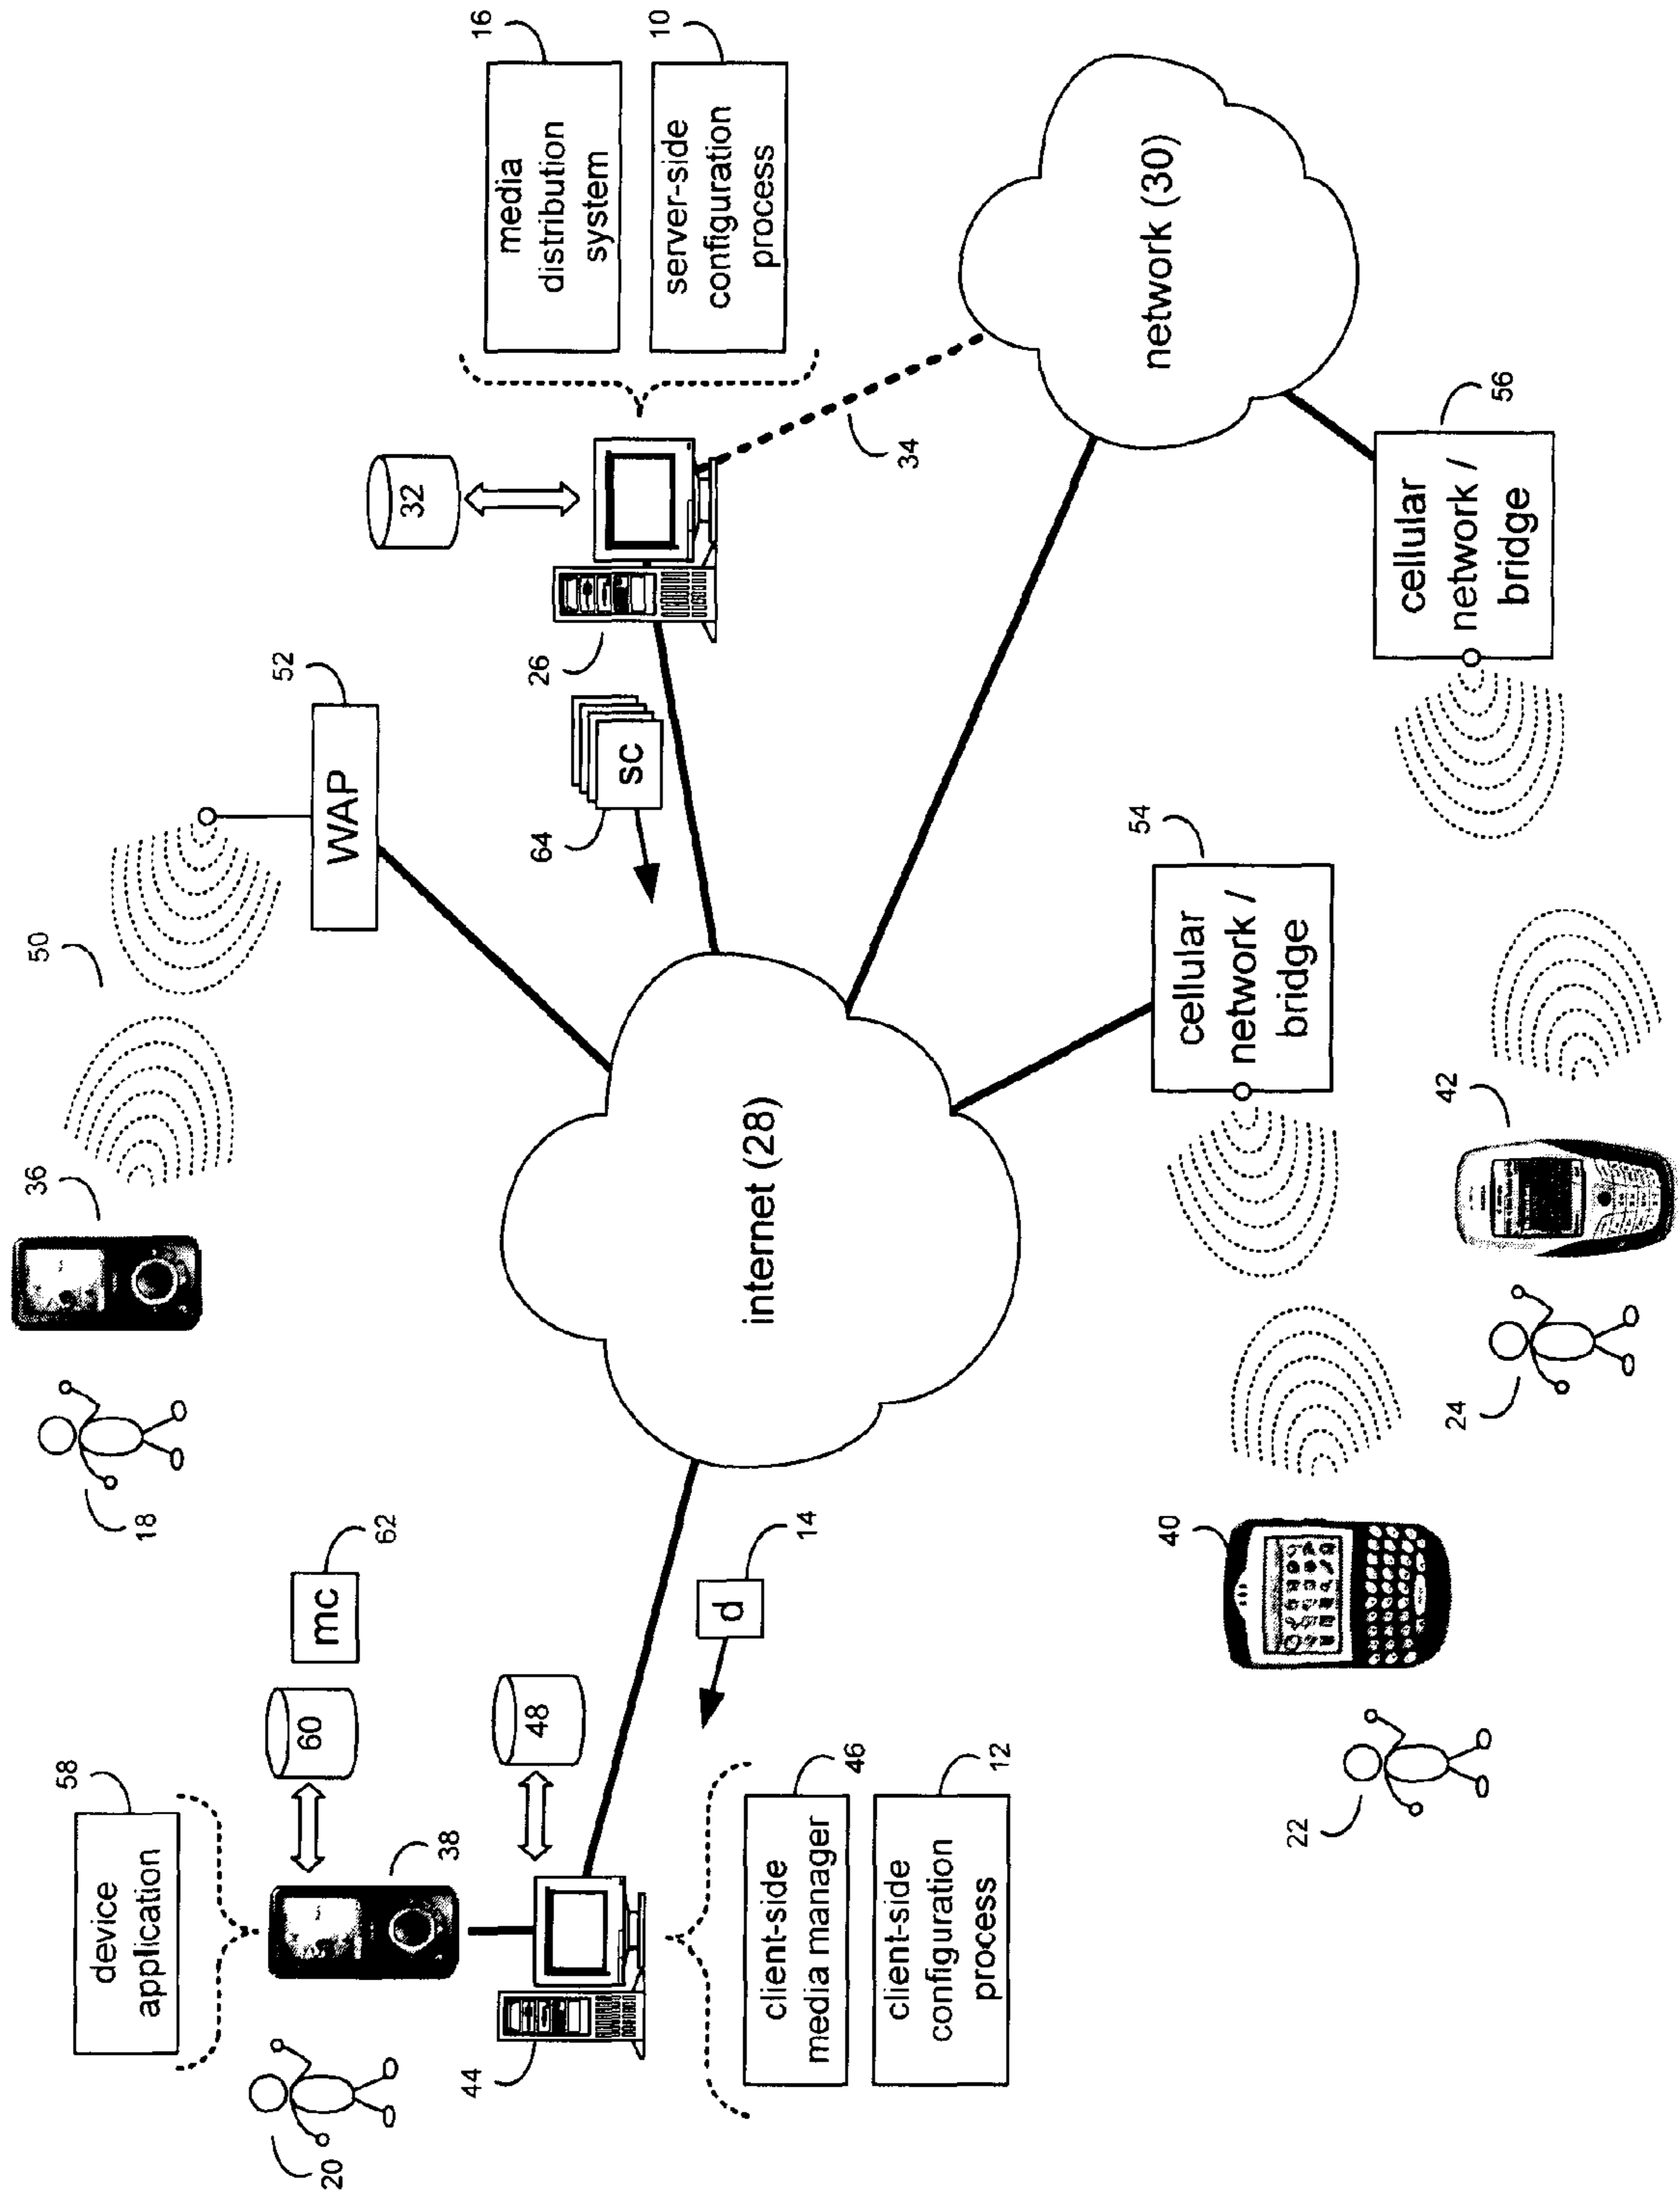 device
application
58
60
mc
62
20
38
18
36
50
WAP
52
32
media
distribution
system
16
server-side
configuration
process
10
44
48
26
sc
64
34
d
14
client-side
media manager
46
client-side
configuration
process
12
internet (28)
network (30)
22
40
24
42
cellular
network /
bridge
54
cellular
network /
bridge
56